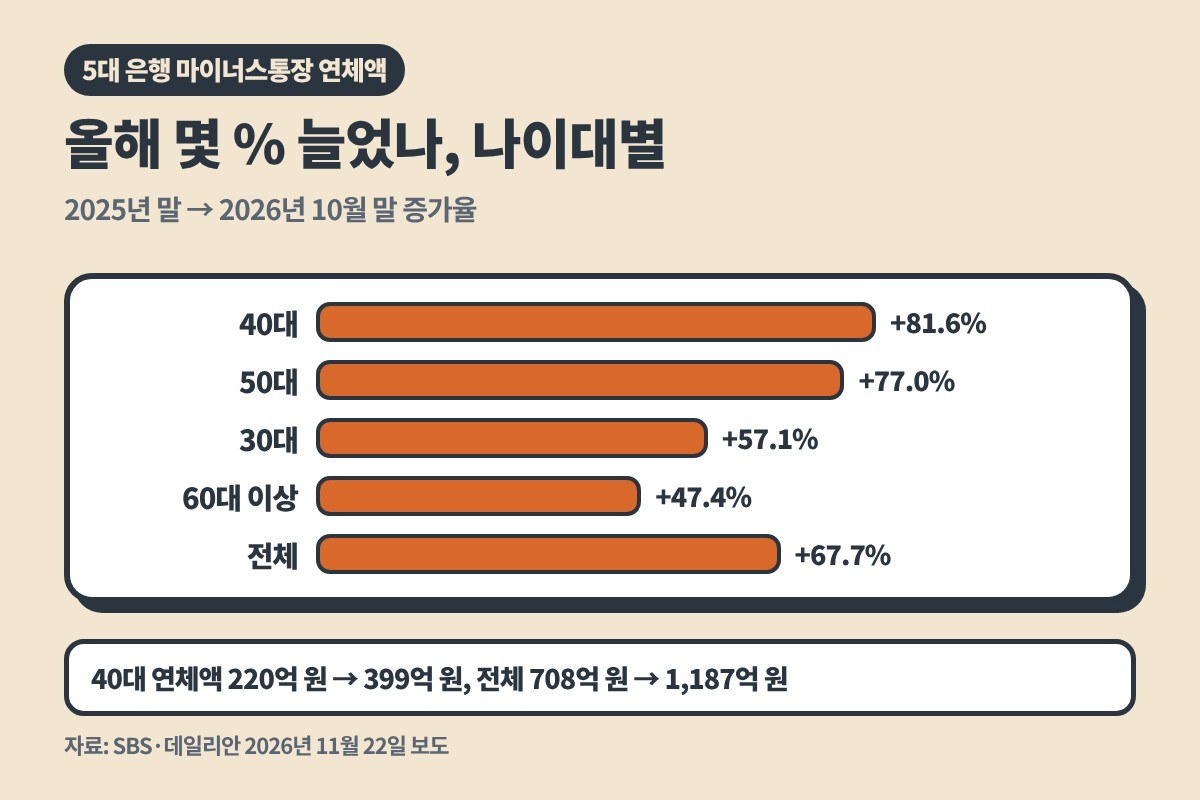 5대 은행 마이너스통장 연체액
올해 몇 % 늘었나, 나이대별
2025년 말 → 2026년 10월 말 증가율
40대 +81.6%
50대 +77.0%
30대 +57.1%
60대 이상 +47.4%
전체 +67.7%
40대 연체액 220억 원 → 399억 원, 전체 708억 원 → 1,187억 원
자료: SBS·데일리안 2026년 11월 22일 보도